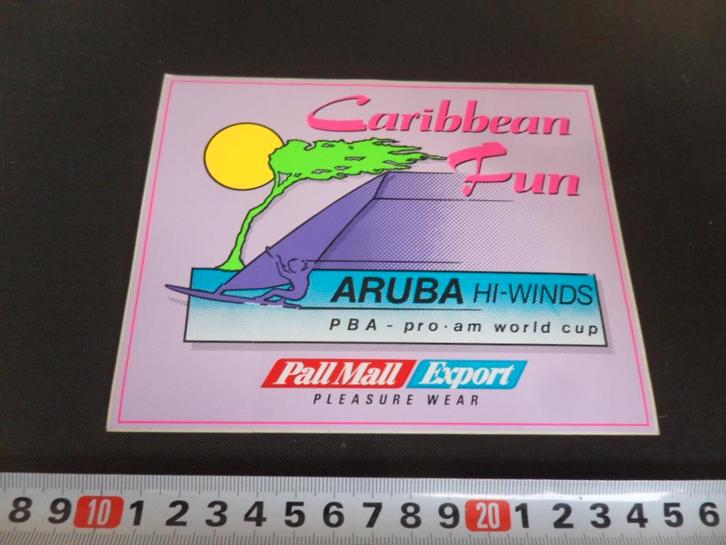 Caribbean
Fun
ARUBA HI-WINDS
PBA - pro·am world cup
Pall Mall Export
PLEASURE WEAR
8 9 10 1 2 3 4 5 6 7 8 9 20 1 2 3 4 5 6